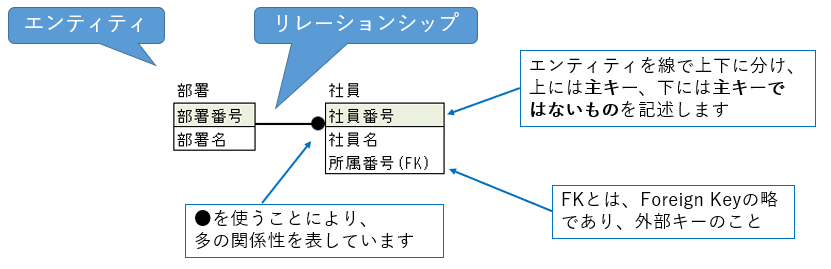 エンティティ
リレーションシップ
エンティティを線で上下に分け、
上には主キー、下には主キーで
はないものを記述します
部署
部署番号
部署名
社員
社員番号
社員名
所属番号(FK)
●を使うことにより、
多の関係性を表しています
FKとは、Foreign Keyの略
であり、外部キーのこと